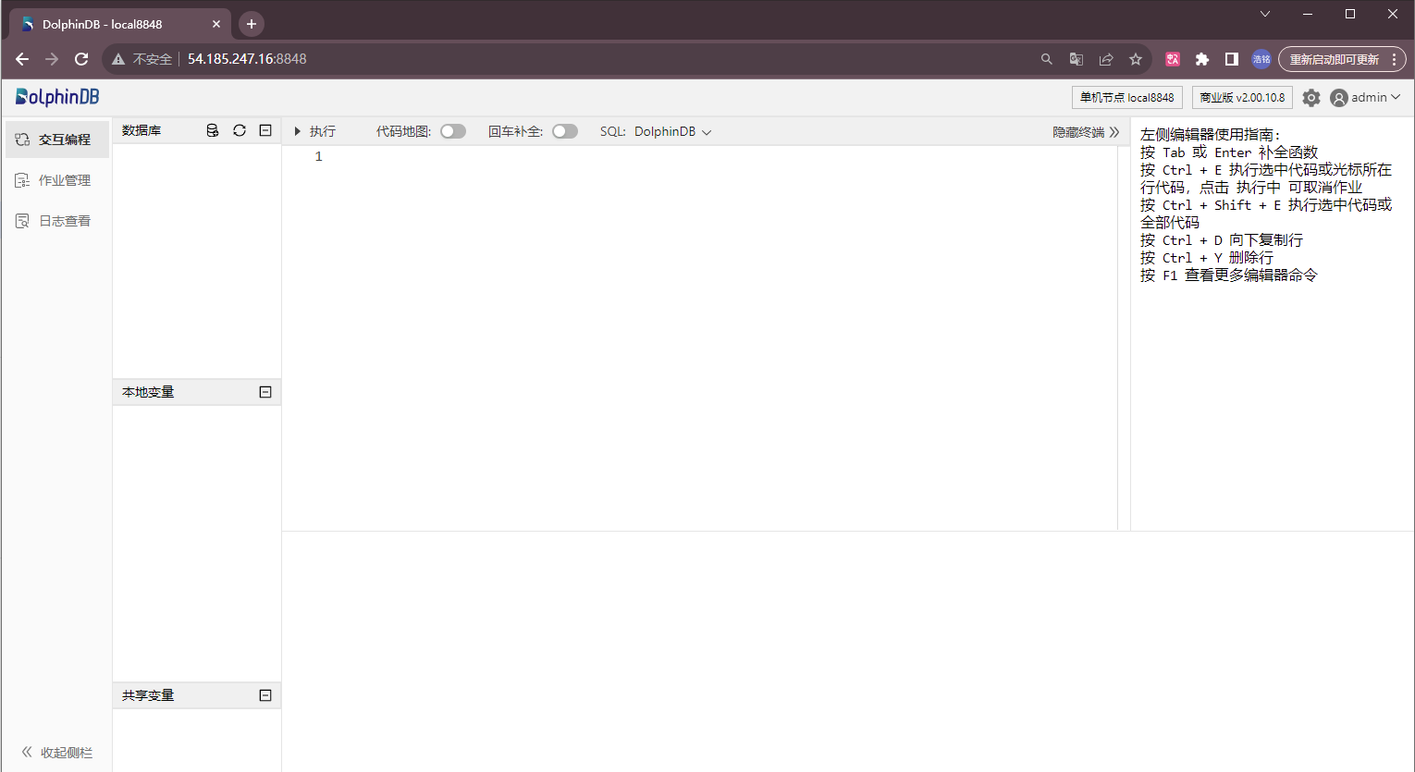 DolphinDB - local8848
不安全
54.185.247.16:8848
浩铭
重新启动即可更新
DolphinDB
单机节点 local8848
商业版 v2.00.10.8
admin
交互编程
作业管理
日志查看
收起侧栏
数据库
本地变量
共享变量
执行
代码地图:
回车补全:
SQL: DolphinDB
隐藏终端
1
左侧编辑器使用指南:
按 Tab 或 Enter 补全函数
按 Ctrl + E 执行选中代码或光标所在
行代码, 点击 执行中 可取消作业
按 Ctrl + Shift + E 执行选中代码或
全部代码
按 Ctrl + D 向下复制行
按 Ctrl + Y 删除行
按 F1 查看更多编辑器命令